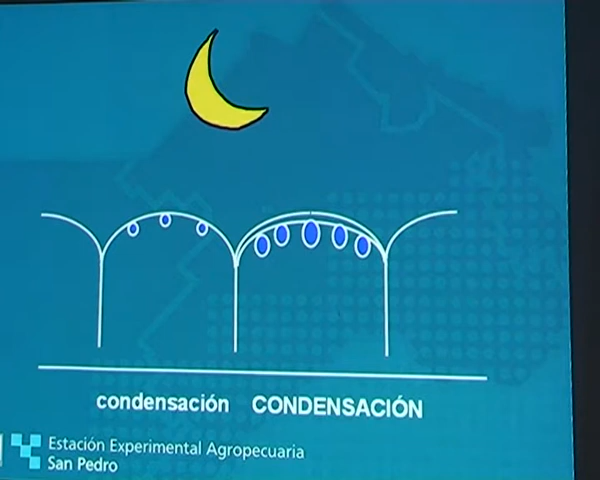 condensación CONDENSACIÓN
Estación Experimental Agropecuaria
San Pedro